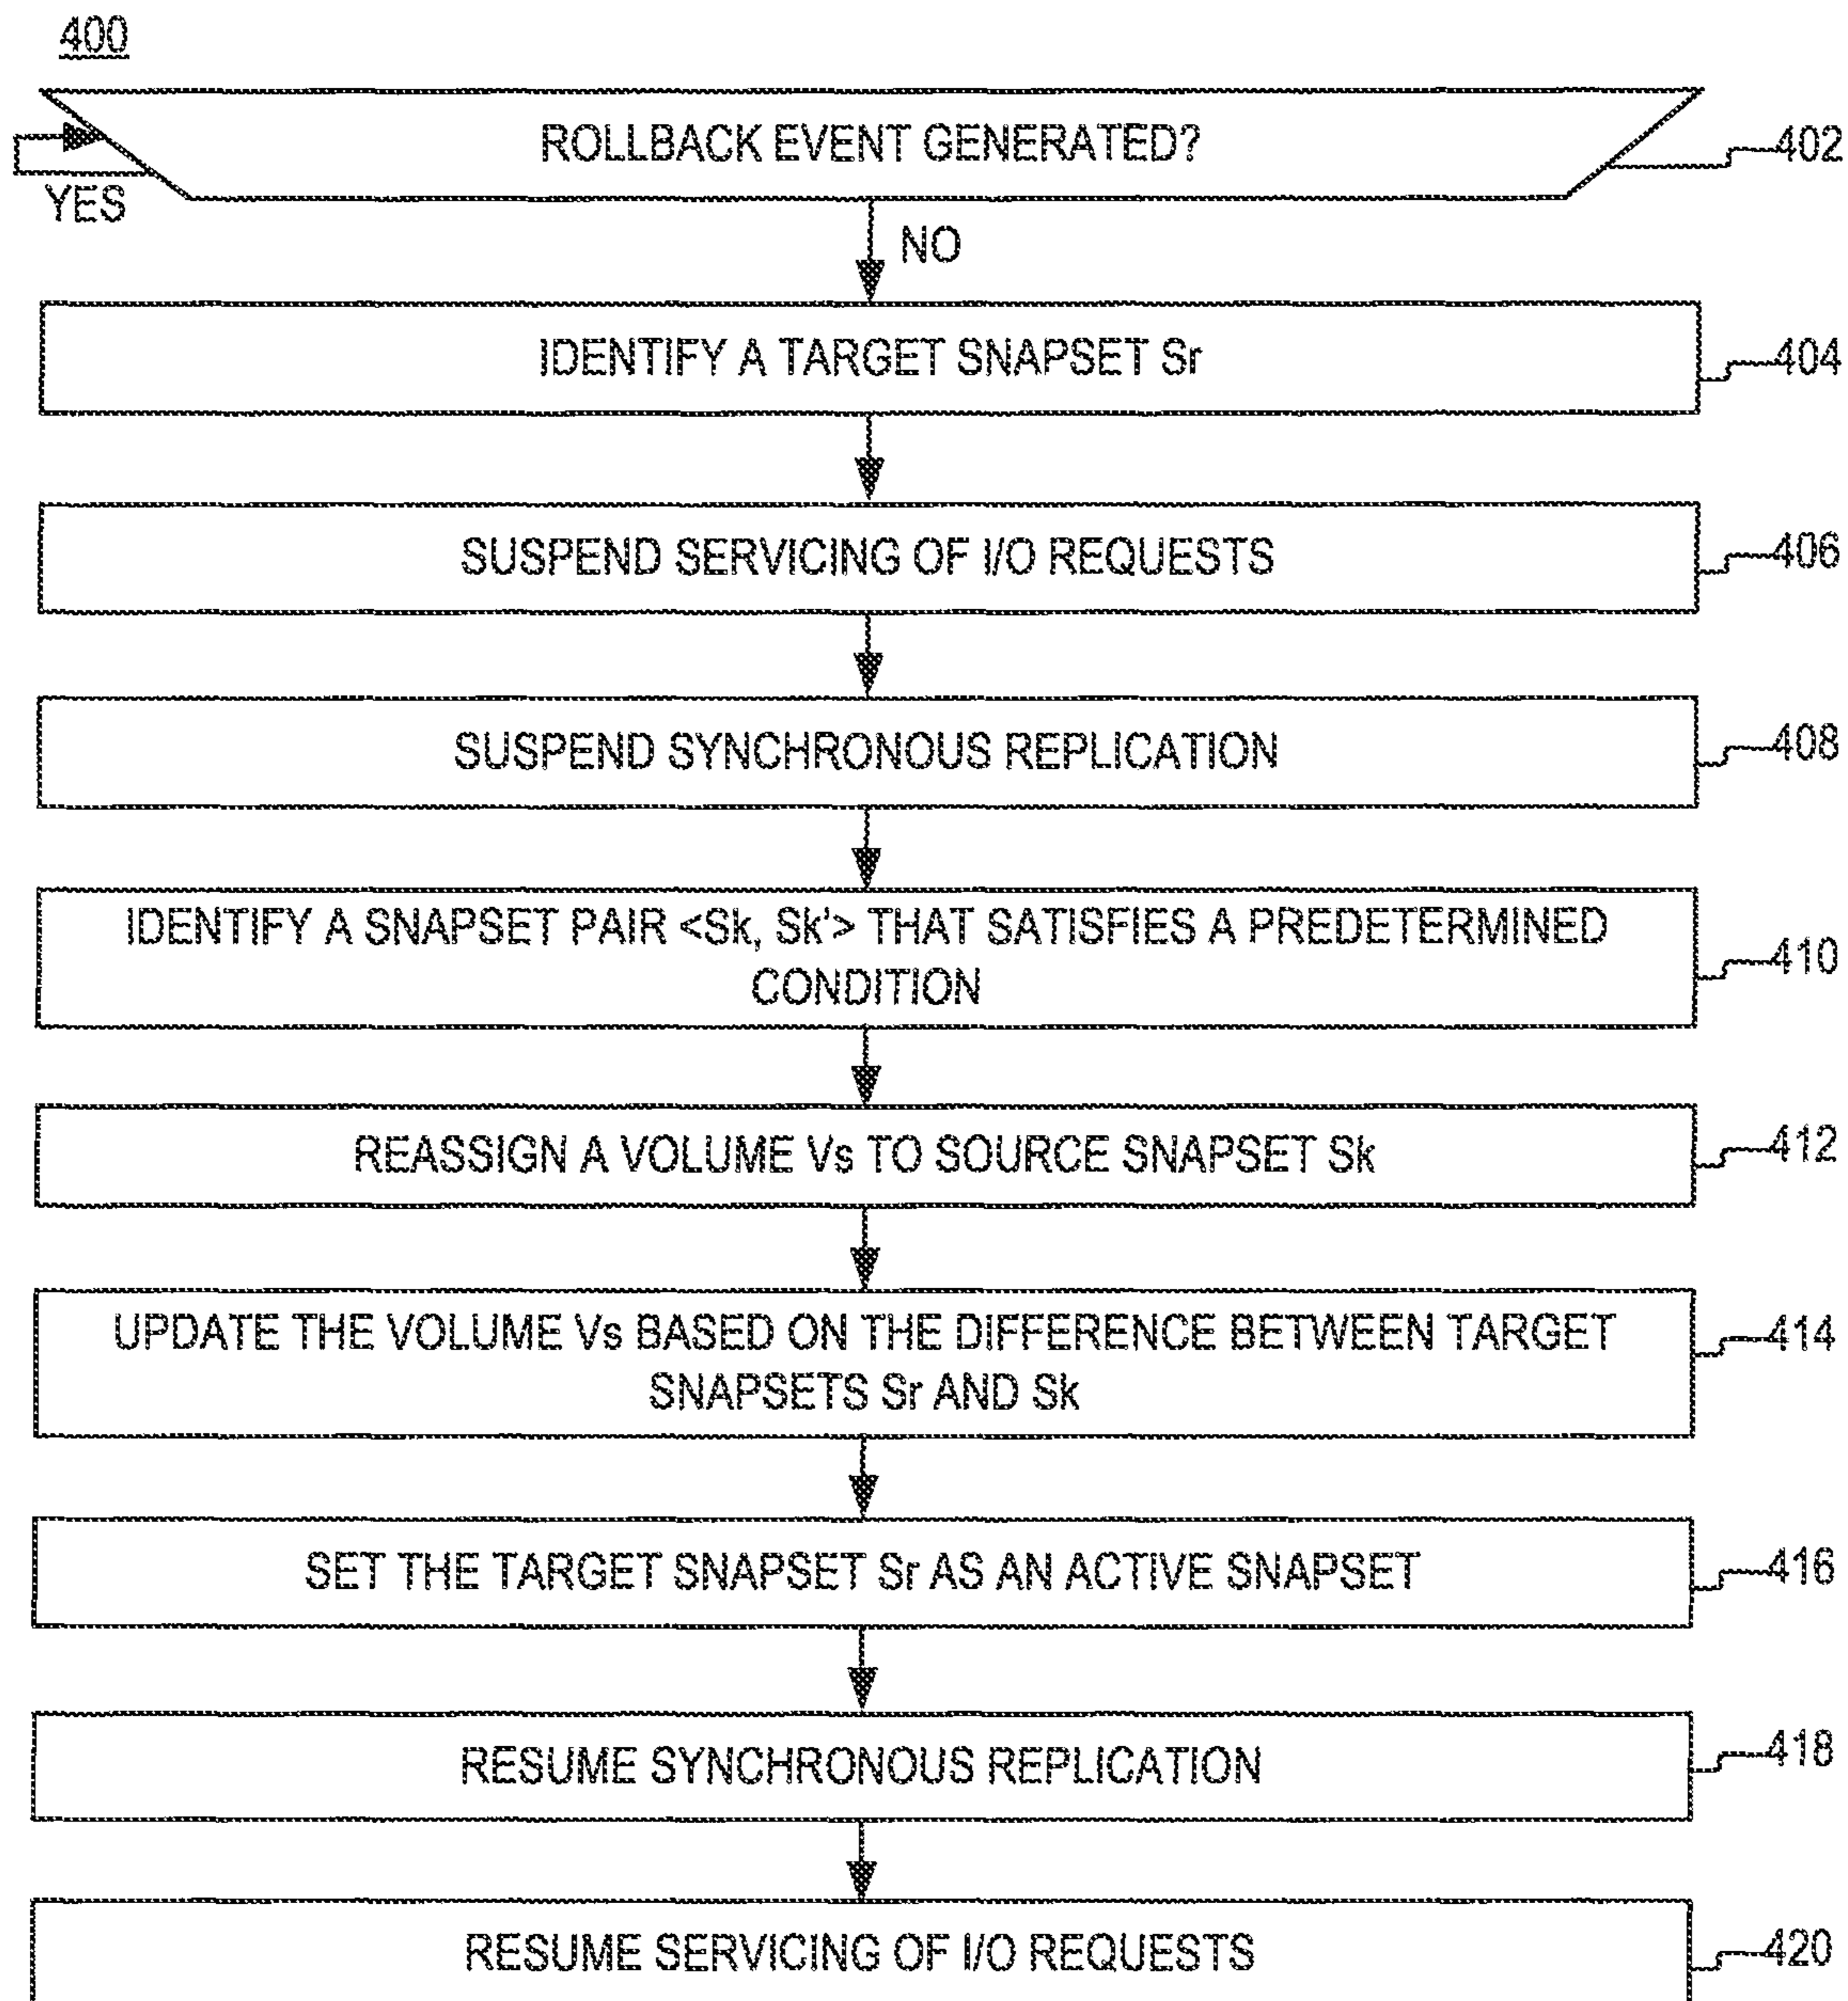 400
ROLLBACK EVENT GENERATED?
402
YES
NO
IDENTIFY A TARGET SNAPSET Sr
404
SUSPEND SERVICING OF I/O REQUESTS
406
SUSPEND SYNCHRONOUS REPLICATION
408
IDENTIFY A SNAPSET PAIR <Sk, Sk'> THAT SATISFIES A PREDETERMINED
CONDITION
410
REASSIGN A VOLUME Vs TO SOURCE SNAPSET Sk
412
UPDATE THE VOLUME Vs BASED ON THE DIFFERENCE BETWEEN TARGET
SNAPSETS Sr AND Sk
414
SET THE TARGET SNAPSET Sr AS AN ACTIVE SNAPSET
416
RESUME SYNCHRONOUS REPLICATION
418
RESUME SERVICING OF I/O REQUESTS
420